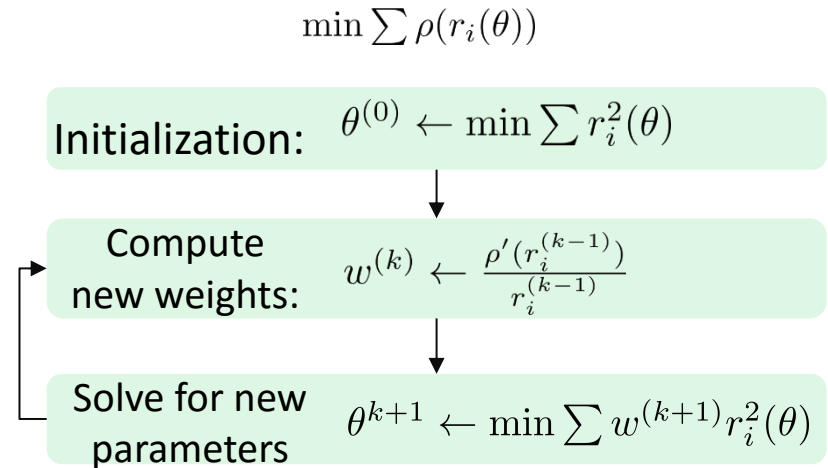 min ∑ ρ(r_i(θ))
Initialization: θ^{(0)} ← min ∑ r_i^2(θ)
Compute
new weights: w^{(k)} ← \frac{ρ'(r_i^{(k-1)})}{r_i^{(k-1)}}
Solve for new
parameters θ^{k+1} ← min ∑ w^{(k+1)} r_i^2(θ)